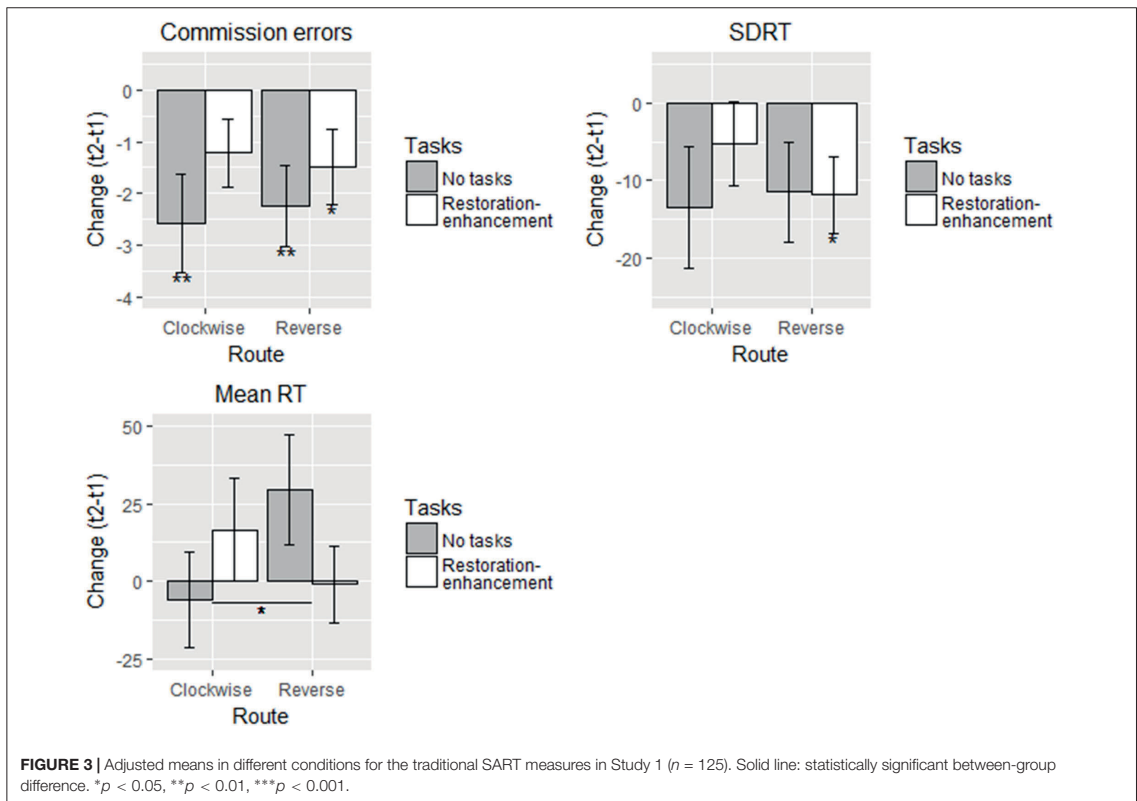 Commission errors
Change (t2-t1)
0
-1
-2
-3
-4
**
**
*
Clockwise Reverse
Route
Tasks
No tasks
Restoration-
enhancement
SDRT
Change (t2-t1)
0
-10
-20
*
Clockwise Reverse
Route
Tasks
No tasks
Restoration-
enhancement
Mean RT
Change (t2-t1)
50
25
0
-25
*
Clockwise Reverse
Route
Tasks
No tasks
Restoration-
enhancement
FIGURE 3 | Adjusted means in different conditions for the traditional SART measures in Study 1 (n = 125). Solid line: statistically significant between-group
difference. *p < 0.05, **p < 0.01, ***p < 0.001.